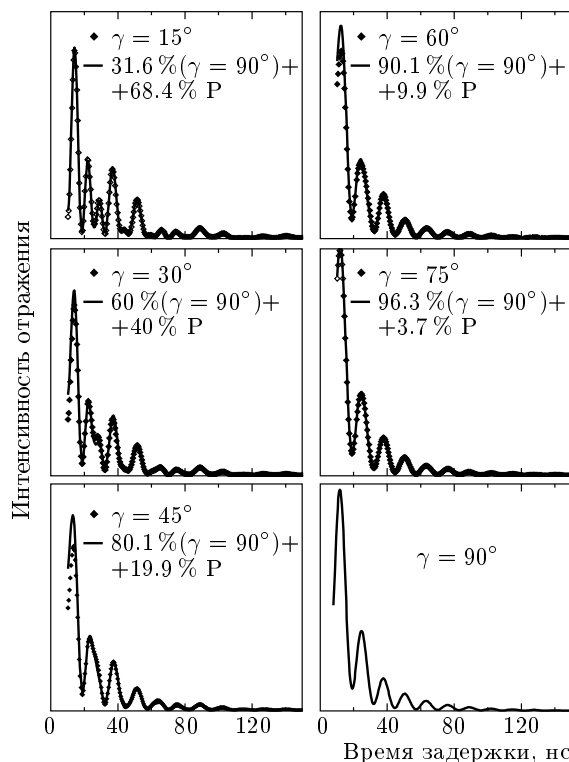 γ = 15°
31.6 %(γ = 90°)+
+68.4 % P
γ = 60°
90.1 %(γ = 90°)+
+9.9 % P
γ = 30°
60 %(γ = 90°)+
+40 % P
γ = 75°
96.3 %(γ = 90°)+
+3.7 % P
γ = 45°
80.1 %(γ = 90°)+
+19.9 % P
γ = 90°
Интенсивность отражения
0 40 80 120 0 40 80 120
Время задержки, нс